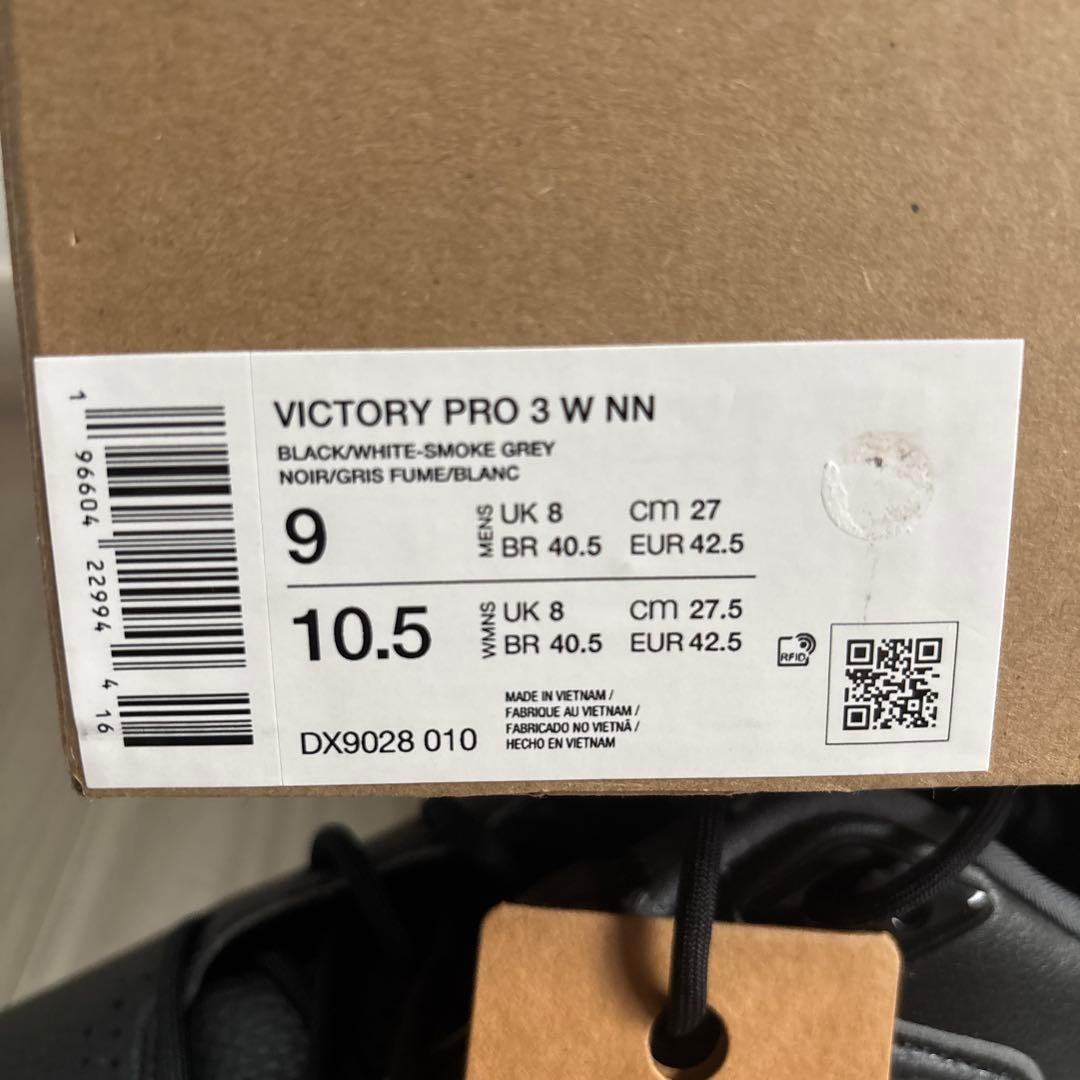 VICTORY PRO 3 W NN
BLACK/WHITE-SMOKE GREY
NOIR/GRIS FUME/BLANC
9 MENS UK 8 CM 27
BR 40.5 EUR 42.5
10.5 WMNS UK 8 CM 27.5
BR 40.5 EUR 42.5
RFID
MADE IN VIETNAM /
FABRIQUE AU VIETNAM /
FABRICADO NO VIETNÃ /
HECHO EN VIETNAM
DX9028 010
1 96604 22994 4 16